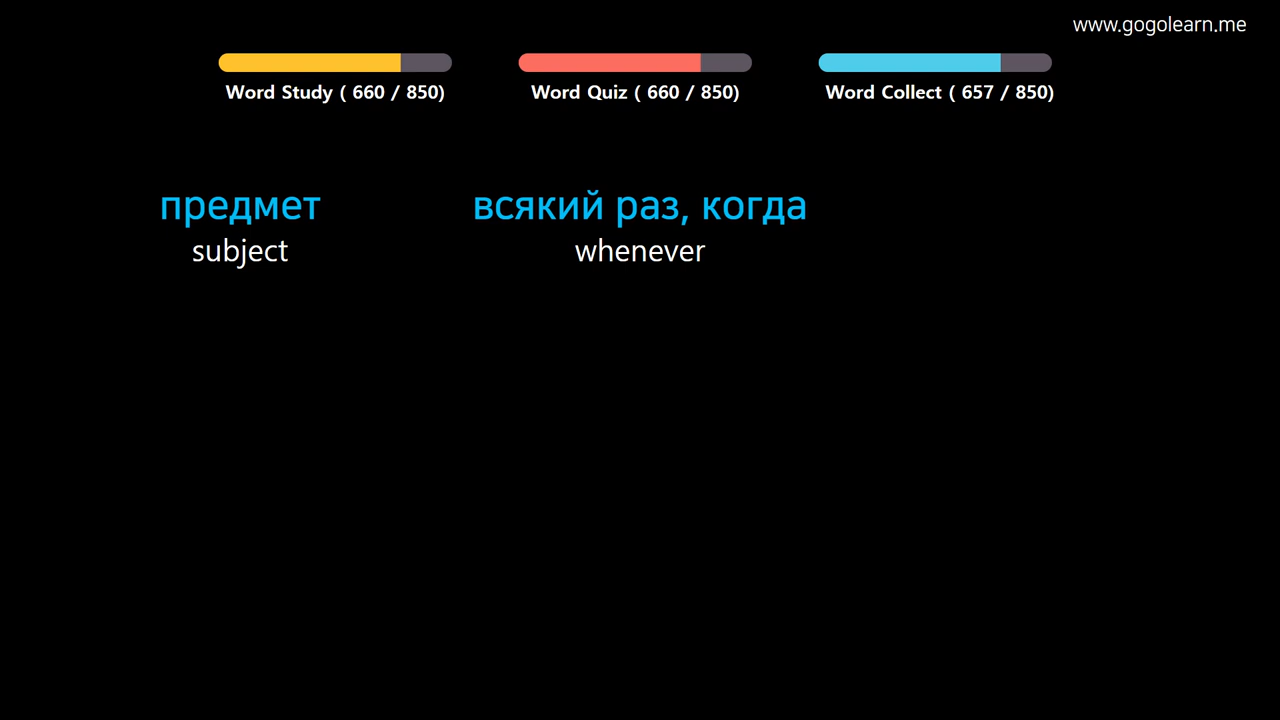 www.gogolearn.me
Word Study ( 660 / 850)
Word Quiz ( 660 / 850)
Word Collect ( 657 / 850)
предмет
subject
всякий раз, когда
whenever